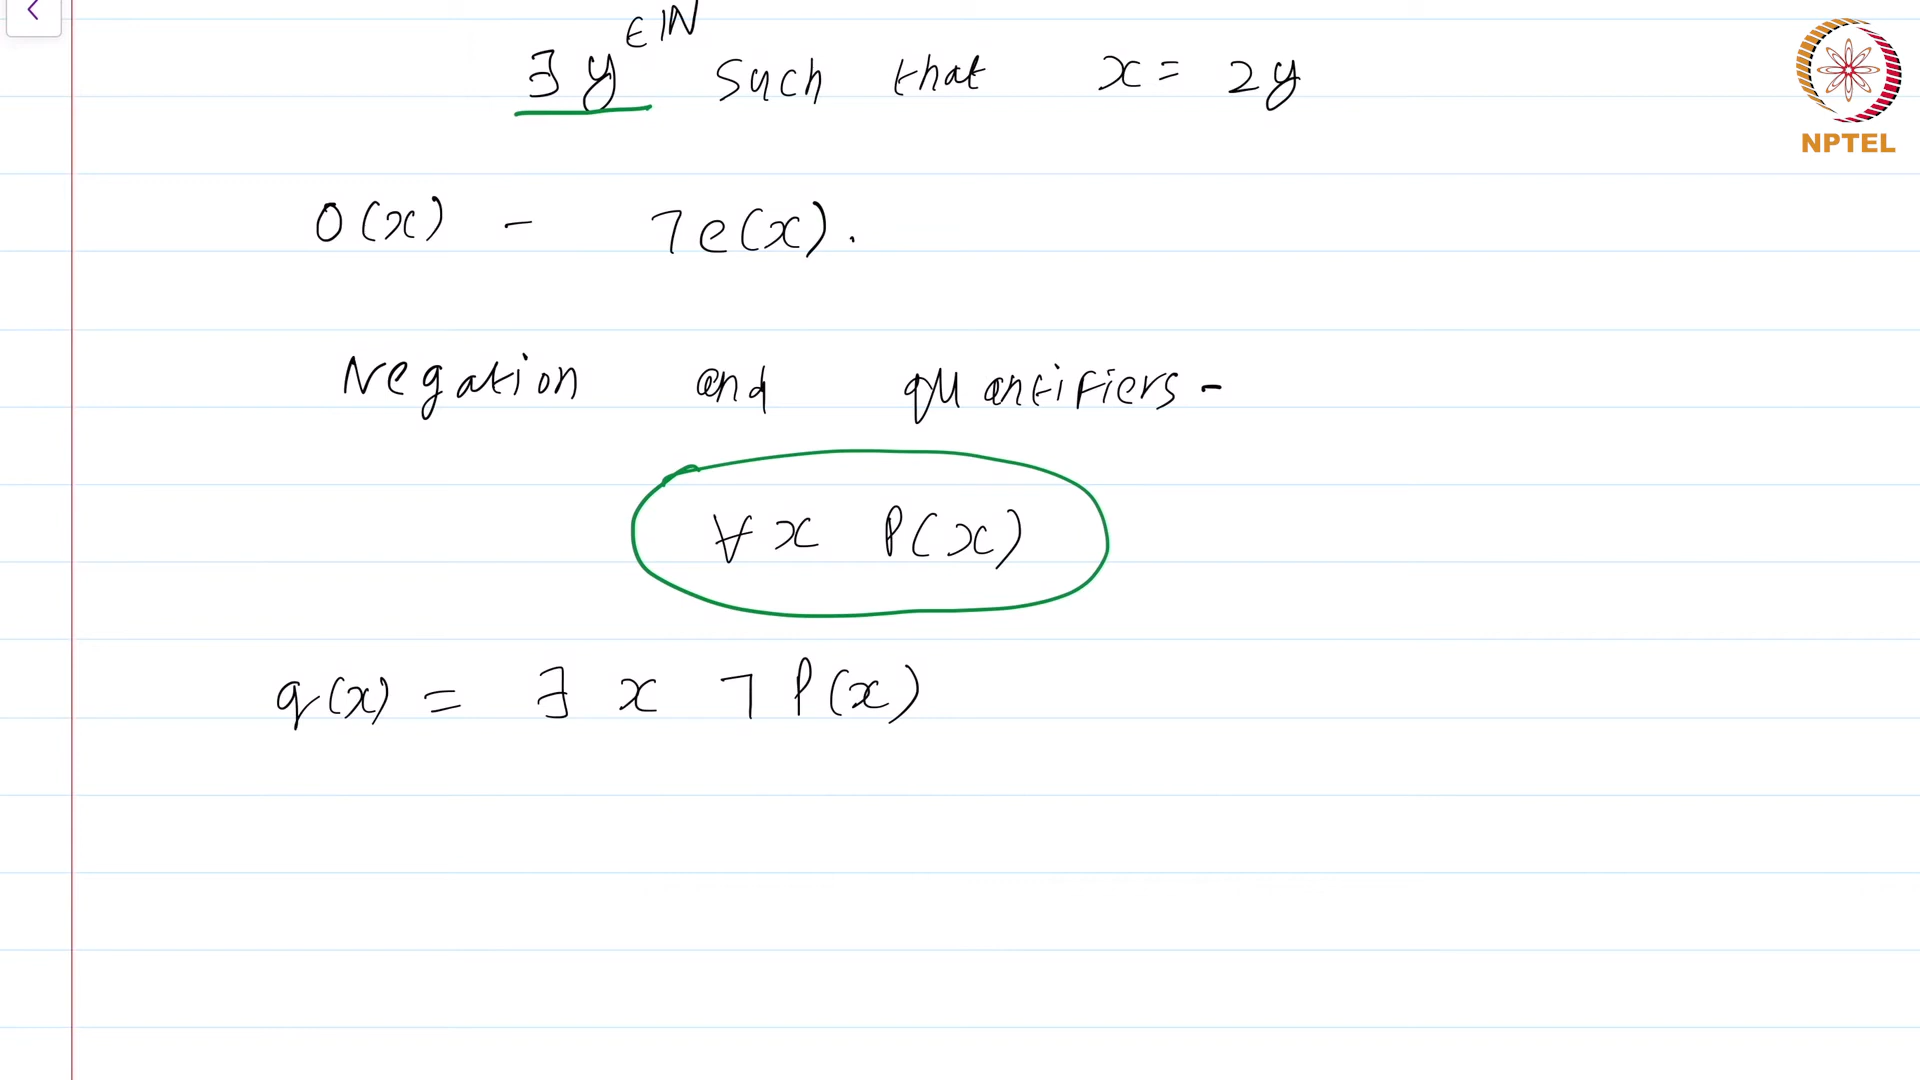 ∃ y ∈ ℕ such that x = 2y
NPTEL
O(x) - ¬ e(x).
Negation and quantifiers -
∀ x P(x)
q(x) = ∃ x ¬ P(x)